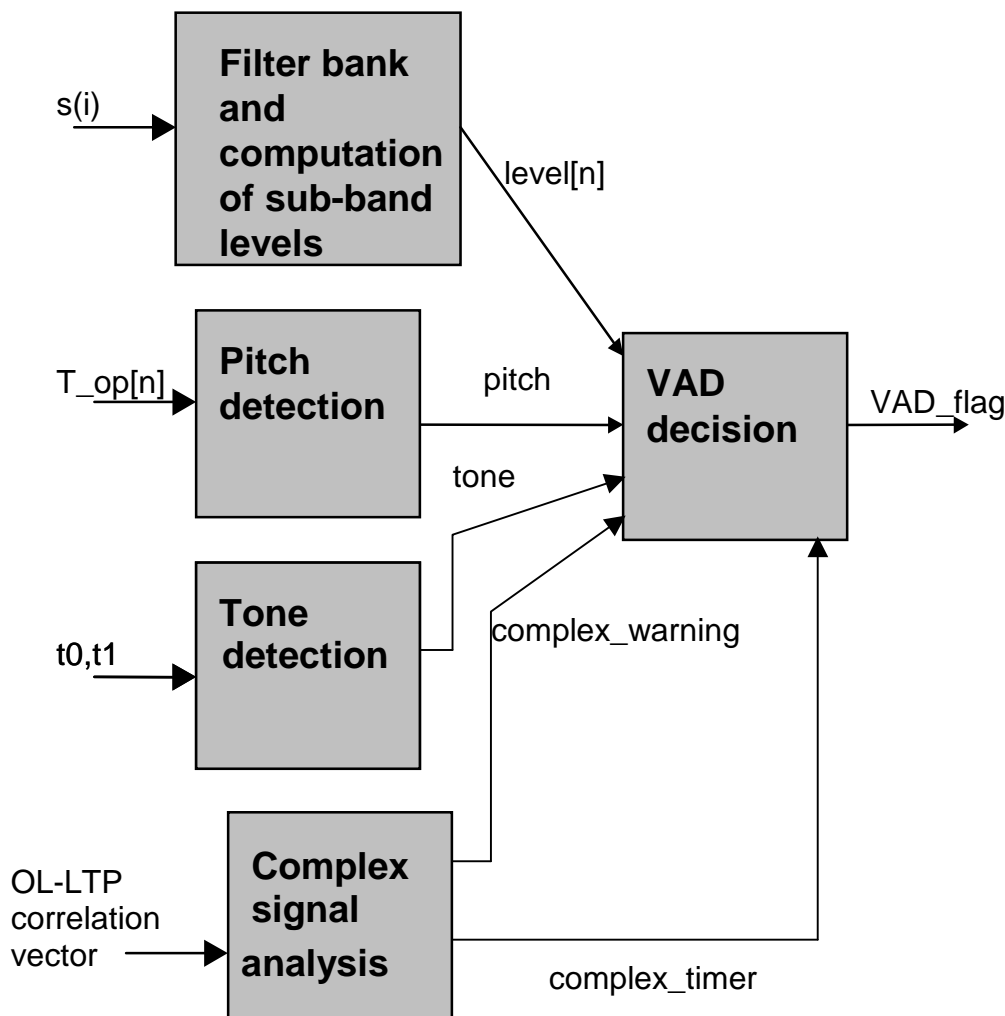 s(i)
Filter bank
and
computation
of sub-band
levels
level[n]
T_op[n]
Pitch
detection
pitch
VAD
decision
VAD_flag
tone
t0,t1
Tone
detection
complex_warning
OL-LTP
correlation
vector
Complex
signal
analysis
complex_timer